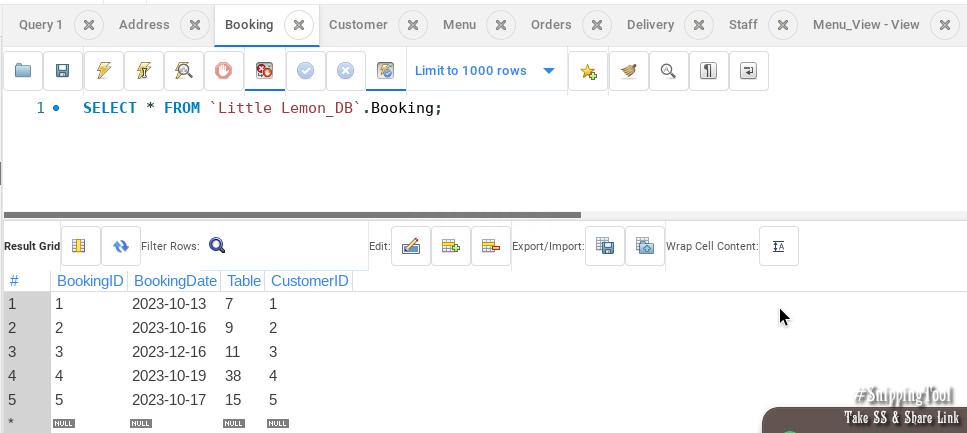 Query 1 Address Booking Customer Menu Orders Delivery Staff Menu_View - View
Limit to 1000 rows
1 SELECT * FROM `Little Lemon_DB`.Booking;
Result Grid Filter Rows: Edit: Export/Import: Wrap Cell Content: IA
# BookingID BookingDate Table CustomerID
1 1 2023-10-13 7 1
2 2 2023-10-16 9 2
3 3 2023-12-16 11 3
4 4 2023-10-19 38 4
5 5 2023-10-17 15 5
* NULL NULL NULL NULL
#SnippingTool
Take SS & Share Link